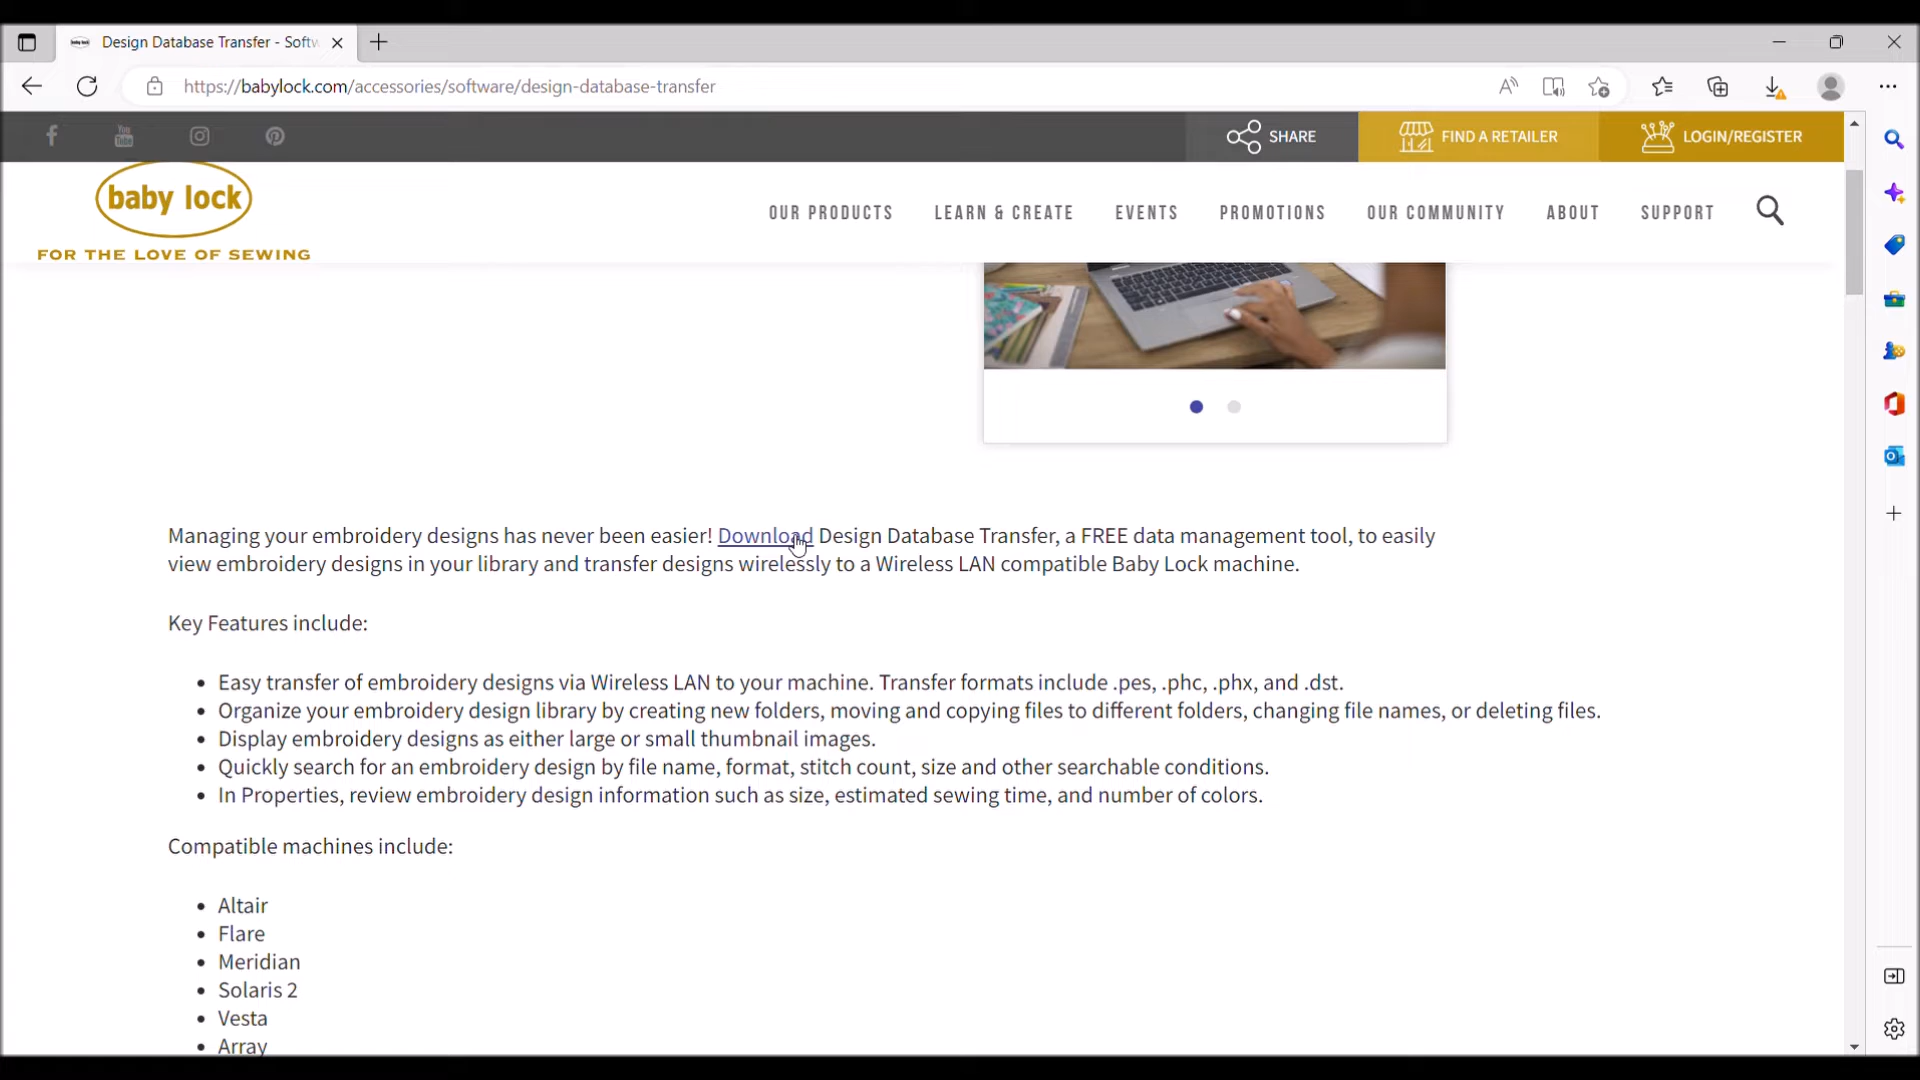 Design Database Transfer - Softw
https://babylock.com/accessories/software/design-database-transfer
SHARE
FIND A RETAILER
LOGIN/REGISTER
baby lock
FOR THE LOVE OF SEWING
OUR PRODUCTS
LEARN & CREATE
EVENTS
PROMOTIONS
OUR COMMUNITY
ABOUT
SUPPORT
Managing your embroidery designs has never been easier! Download Design Database Transfer, a FREE data management tool, to easily
view embroidery designs in your library and transfer designs wirelessly to a Wireless LAN compatible Baby Lock machine.
Key Features include:
• Easy transfer of embroidery designs via Wireless LAN to your machine. Transfer formats include .pes, .phc, .phx, and .dst.
• Organize your embroidery design library by creating new folders, moving and copying files to different folders, changing file names, or deleting files.
• Display embroidery designs as either large or small thumbnail images.
• Quickly search for an embroidery design by file name, format, stitch count, size and other searchable conditions.
• In Properties, review embroidery design information such as size, estimated sewing time, and number of colors.
Compatible machines include:
• Altair
• Flare
• Meridian
• Solaris 2
• Vesta
• Array